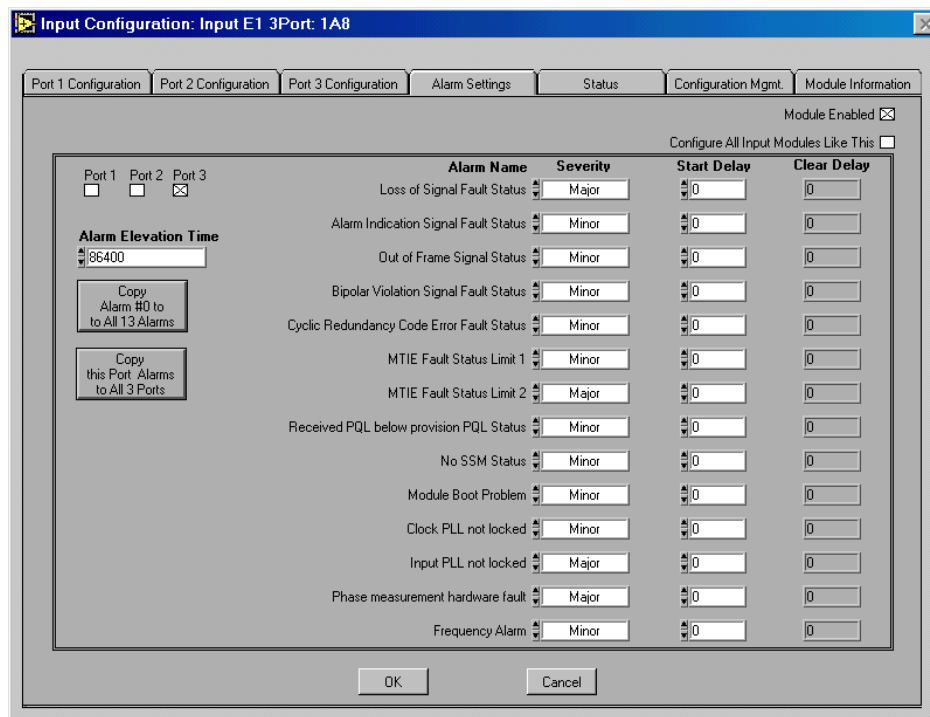 Input Configuration: Input E1 3Port: 1A8
Port 1 Configuration Port 2 Configuration Port 3 Configuration Alarm Settings Status Configuration Mgmt. Module Information
Module Enabled
Configure All Input Modules Like This
Port 1 Port 2 Port 3
Alarm Elevation Time
86400
Copy
Alarm #0 to
to All 13 Alarms
Copy
this Port Alarms
to All 3 Ports
Alarm Name Severity Start Delay Clear Delay
Loss of Signal Fault Status Major 0 0
Alarm Indication Signal Fault Status Minor 0 0
Out of Frame Signal Status Minor 0 0
Bipolar Violation Signal Fault Status Minor 0 0
Cyclic Redundancy Code Error Fault Status Minor 0 0
MTIE Fault Status Limit 1 Minor 0 0
MTIE Fault Status Limit 2 Major 0 0
Received PQL below provision PQL Status Minor 0 0
No SSM Status Minor 0 0
Module Boot Problem Minor 0 0
Clock PLL not locked Minor 0 0
Input PLL not locked Major 0 0
Phase measurement hardware fault Major 0 0
Frequency Alarm Minor 0 0
OK Cancel